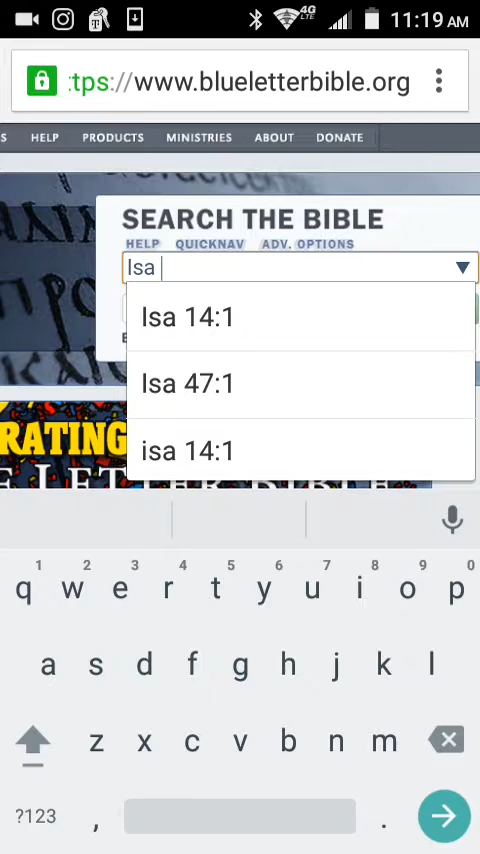 4G
LTE
11:19 AM
:tps://www.blueletterbible.org
S HELP PRODUCTS MINISTRIES ABOUT DONATE
SEARCH THE BIBLE
HELP QUICKNAV ADV. OPTIONS
Isa
Isa 14:1
Isa 47:1
isa 14:1
RATING
E LETTER BIBLE
1 2 3 4 5 6 7 8 9 0
q w e r t y u i o p
a s d f g h j k l
z x c v b n m
?123 , .